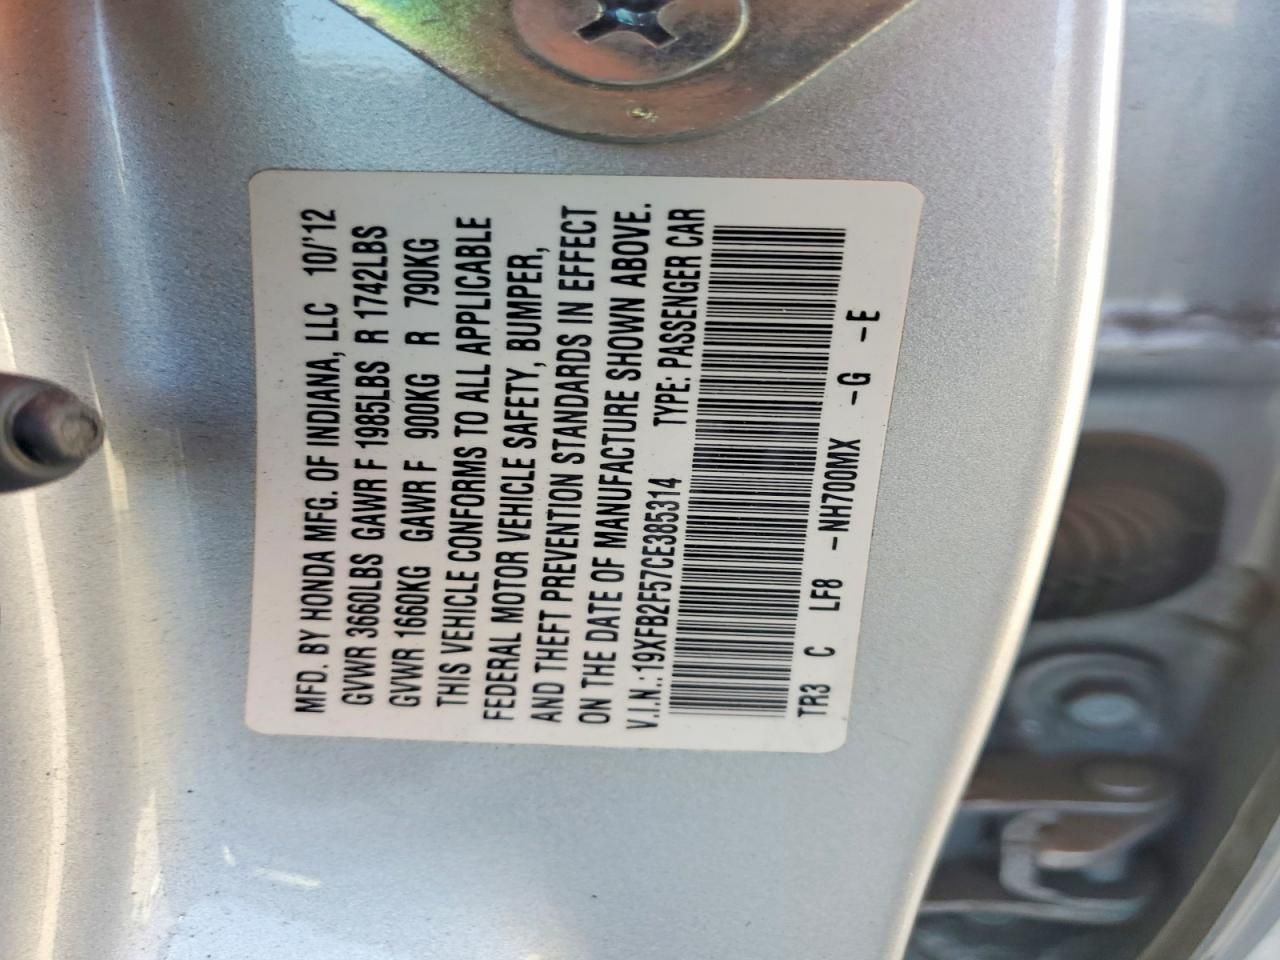 MFD. BY HONDA MFG. OF INDIANA, LLC 10/'12
GVWR 3660LBS GAWR F 1985LBS R 1742LBS
GVWR 1660KG GAWR F 900KG R 790KG
THIS VEHICLE CONFORMS TO ALL APPLICABLE
FEDERAL MOTOR VEHICLE SAFETY, BUMPER,
AND THEFT PREVENTION STANDARDS IN EFFECT
ON THE DATE OF MANUFACTURE SHOWN ABOVE.
V.I.N.:19XFB2F57CE385314 TYPE: PASSENGER CAR
TR3 C LF8 -NH700MX -G -E